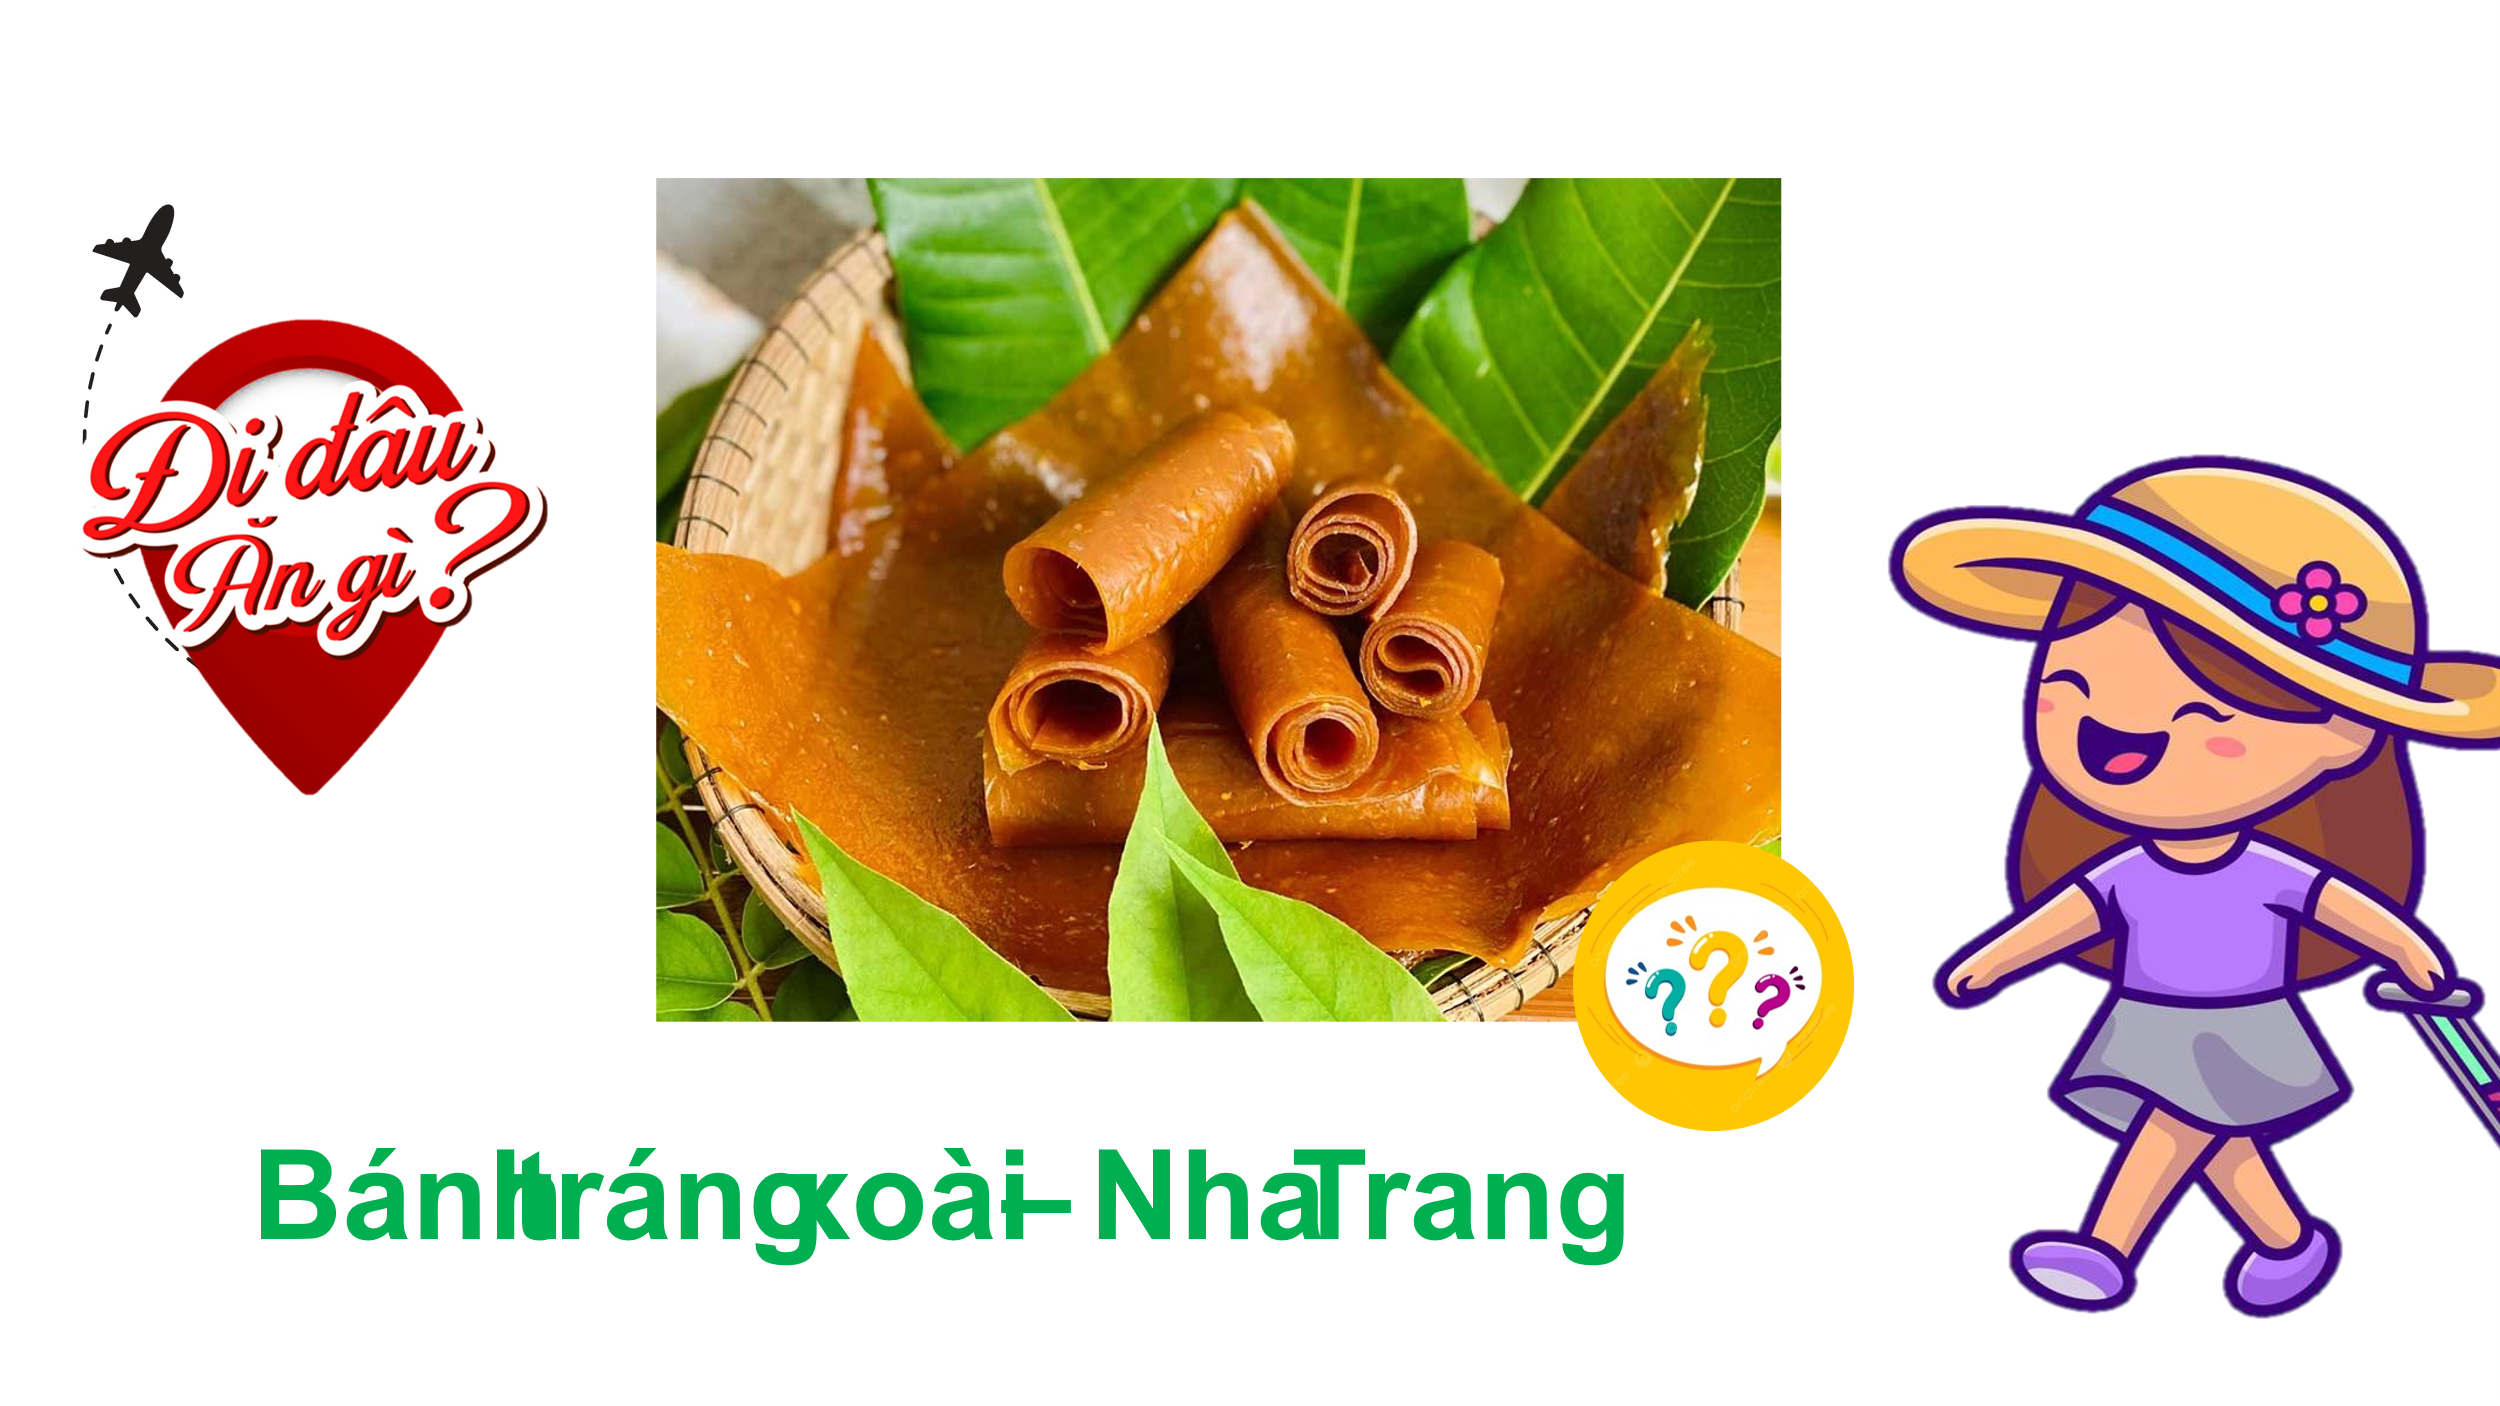 Đi đâu
Ăn gì?
Bánh tráng xoài – Nha Trang